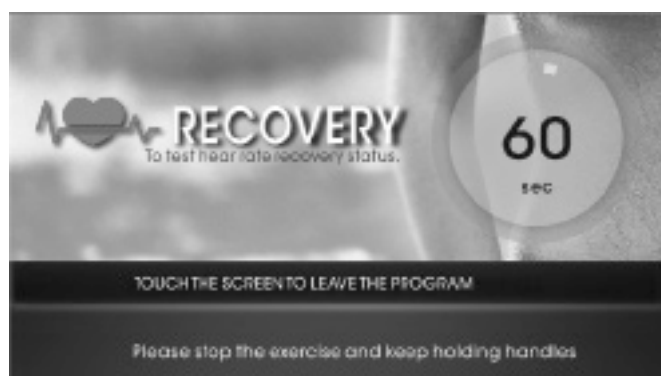 RECOVERY
To test hear rate recovery status.
60
sec
TOUCH THE SCREEN TO LEAVE THE PROGRAM
Please stop the exercise and keep holding handles